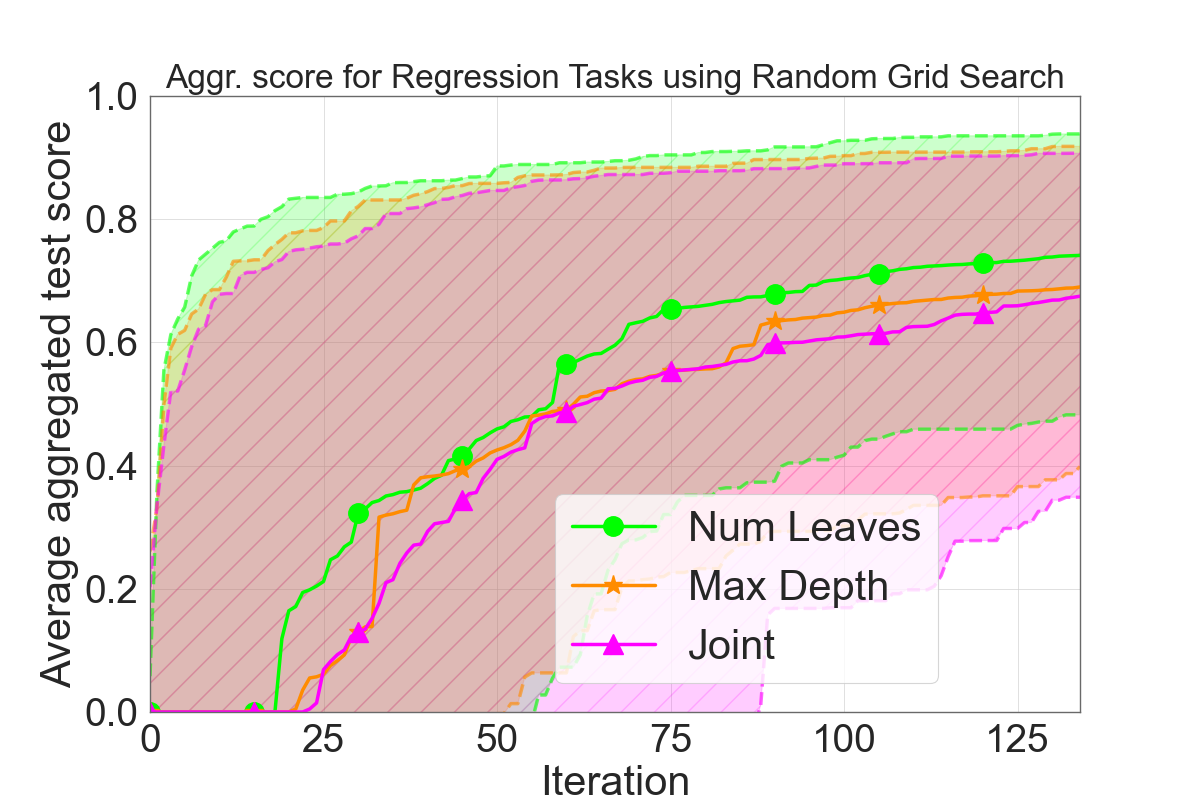 Aggr. score for Regression Tasks using Random Grid Search
Average aggregated test score
1.0
0.8
0.6
0.4
0.2
0.0
0 25 50 75 100 125
Iteration
Num Leaves
Max Depth
Joint